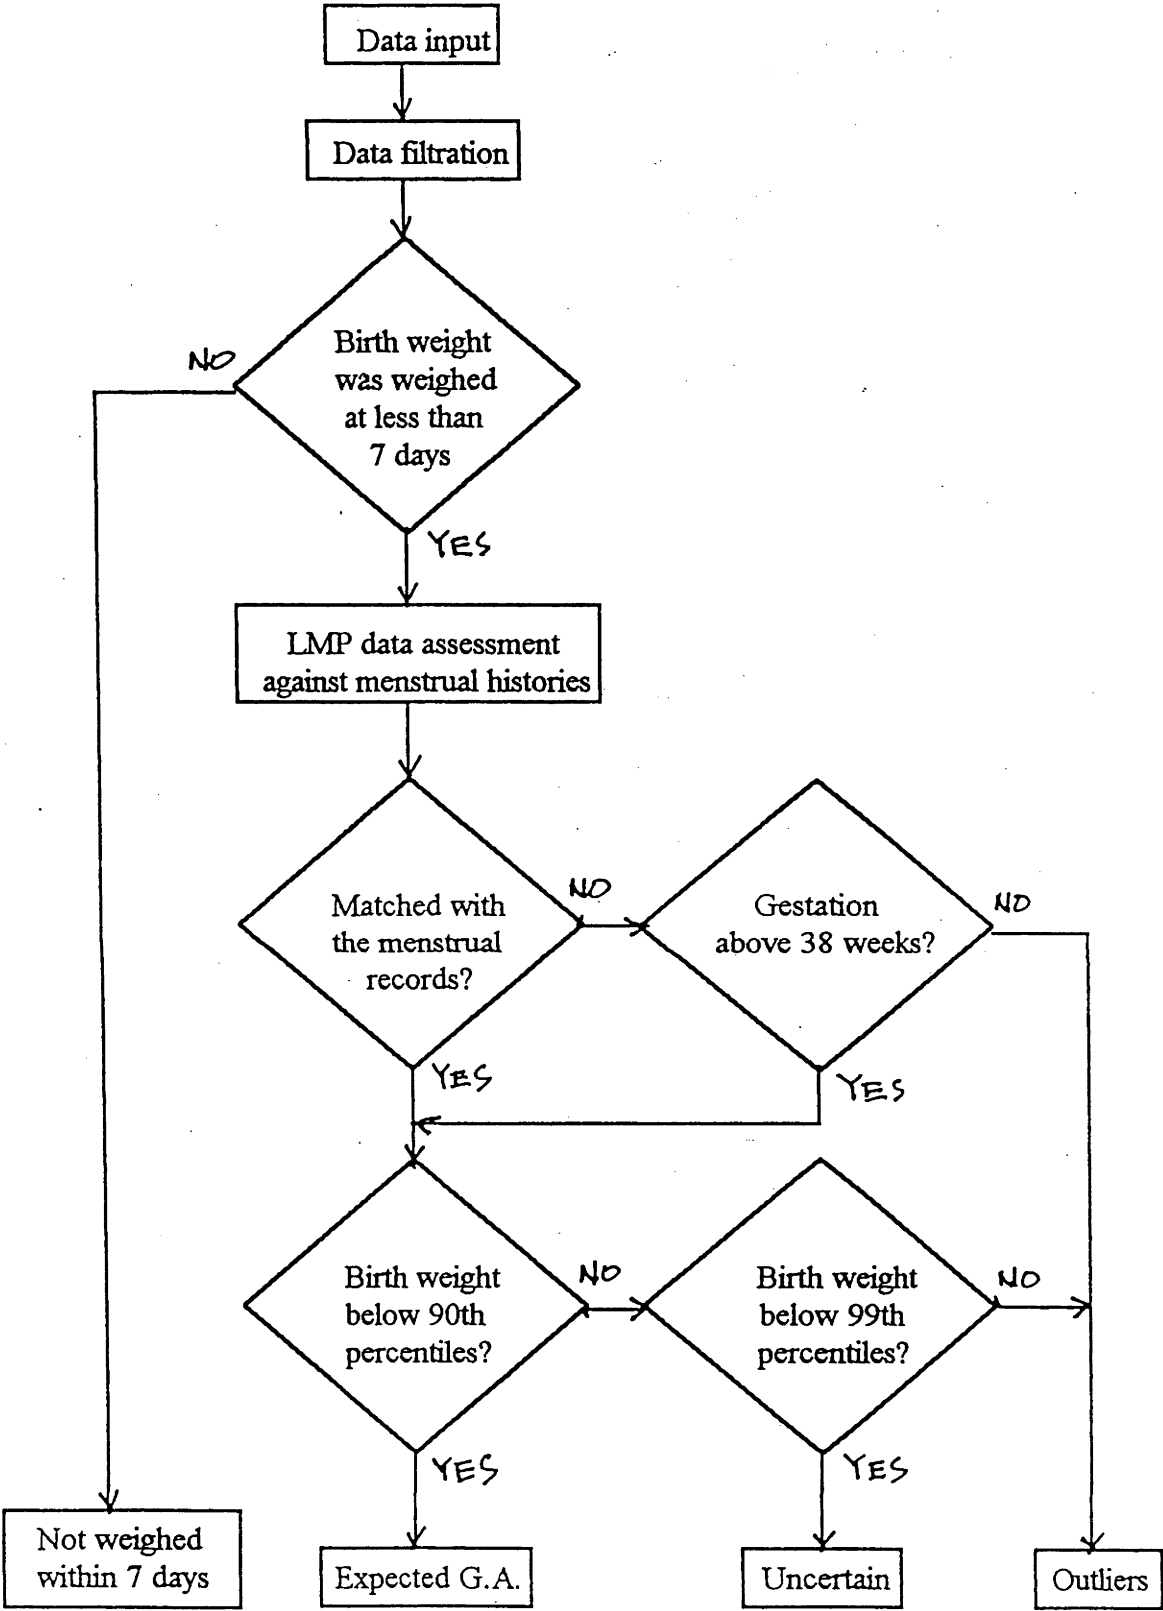 Data input
Data filtration
Birth weight
was weighed
at less than
7 days
NO
YES
LMP data assessment
against menstrual histories
Matched with
the menstrual
records?
NO
Gestation
above 38 weeks?
NO
YES
YES
Birth weight
below 90th
percentiles?
NO
Birth weight
below 99th
percentiles?
NO
YES
YES
Not weighed
within 7 days
Expected G.A.
Uncertain
Outliers